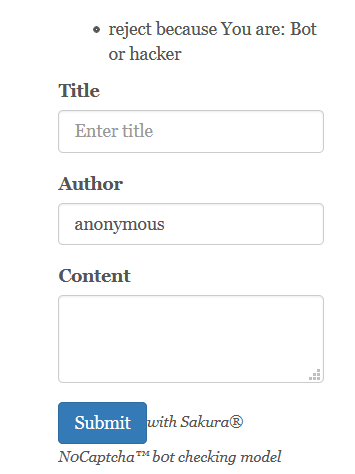 reject because You are: Bot
or hacker
Title
Enter title
Author
anonymous
Content
Submit with Sakura®
NoCaptcha™ bot checking model